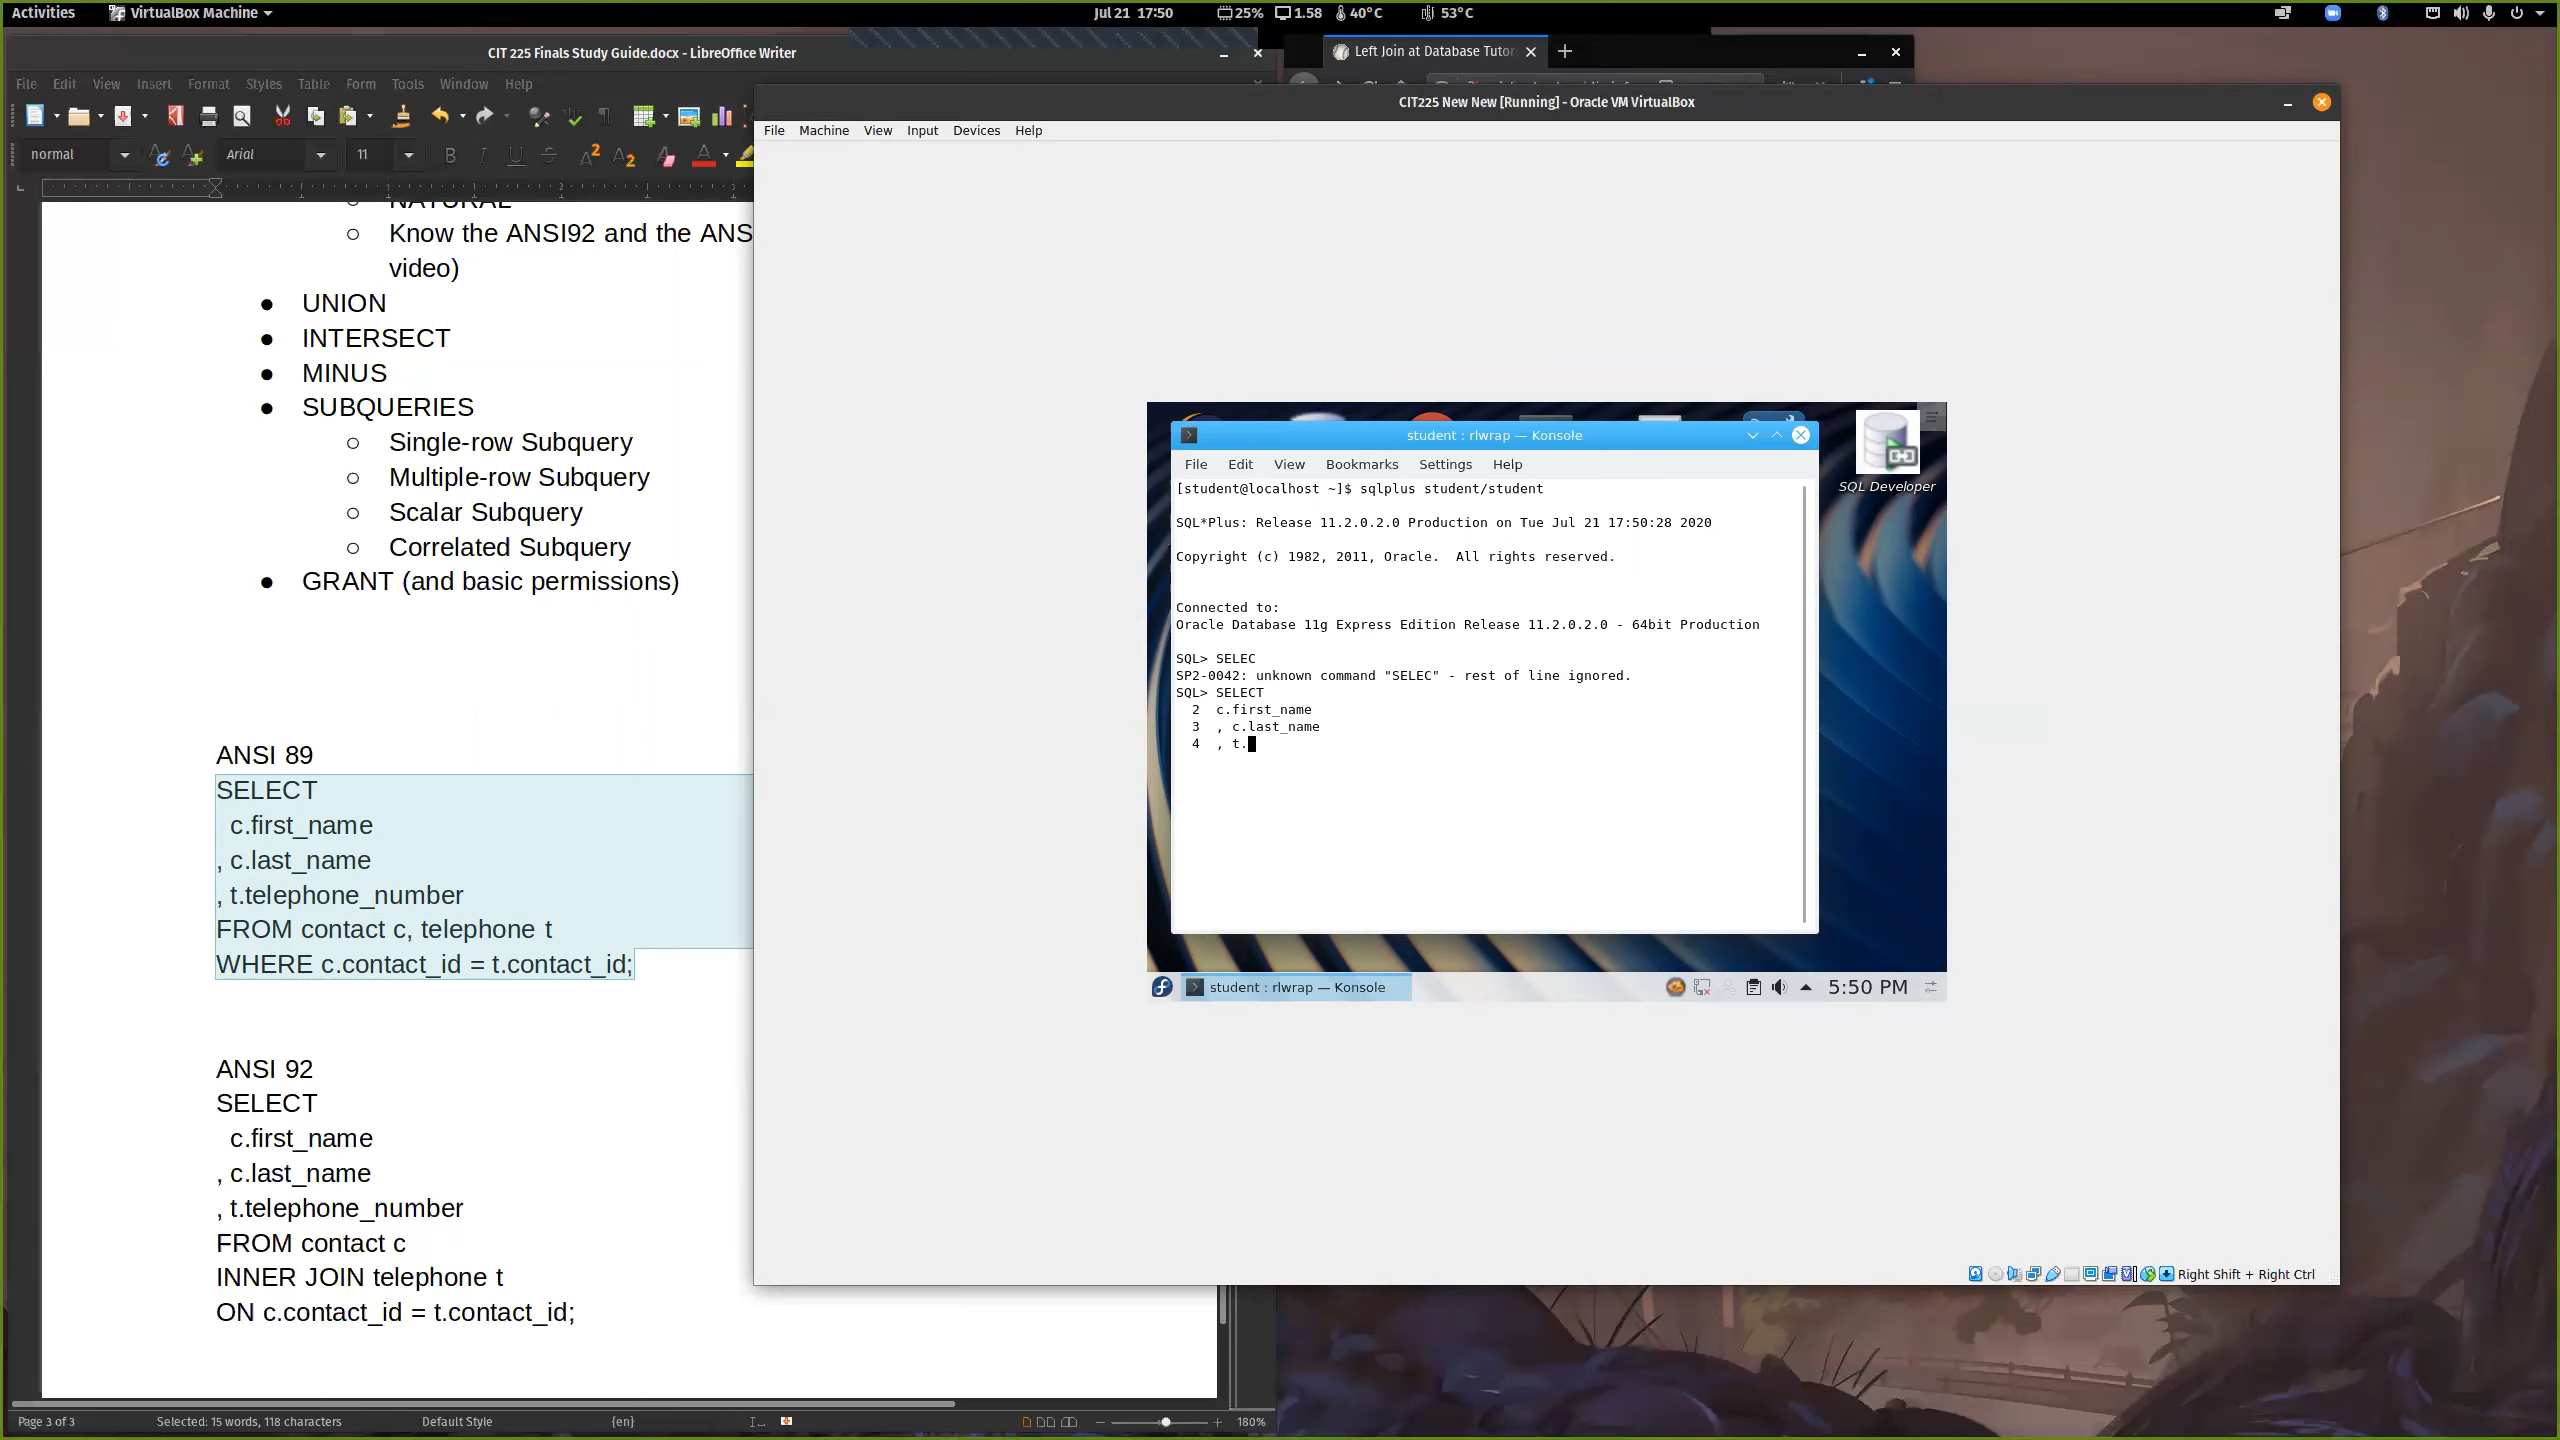 Activities
VirtualBox Machine
Jul 21 17:50
25%
1.58
40°C
53°C
CIT 225 Finals Study Guide.docx - LibreOffice Writer
File Edit View Insert Format Styles Table Form Tools Window Help
normal
Arial
11
NATURAL
Know the ANSI92 and the ANS
video)
UNION
INTERSECT
MINUS
SUBQUERIES
Single-row Subquery
Multiple-row Subquery
Scalar Subquery
Correlated Subquery
GRANT (and basic permissions)
ANSI 89
SELECT
c.first_name
, c.last_name
, t.telephone_number
FROM contact c, telephone t
WHERE c.contact_id = t.contact_id;
ANSI 92
SELECT
c.first_name
, c.last_name
, t.telephone_number
FROM contact c
INNER JOIN telephone t
ON c.contact_id = t.contact_id;
Page 3 of 3
Selected: 15 words, 118 characters
Default Style
{en}
180%
Left Join at Database Tutor
CIT225 New New [Running] - Oracle VM VirtualBox
File Machine View Input Devices Help
student : rlwrap — Konsole
File Edit View Bookmarks Settings Help
[student@localhost ~]$ sqlplus student/student
SQL*Plus: Release 11.2.0.2.0 Production on Tue Jul 21 17:50:28 2020
Copyright (c) 1982, 2011, Oracle.  All rights reserved.
Connected to:
Oracle Database 11g Express Edition Release 11.2.0.2.0 - 64bit Production
SQL> SELEC
SP2-0042: unknown command "SELEC" - rest of line ignored.
SQL> SELECT
2  c.first_name
3  , c.last_name
4  , t.
SQL Developer
student : rlwrap — Konsole
5:50 PM
Right Shift + Right Ctrl